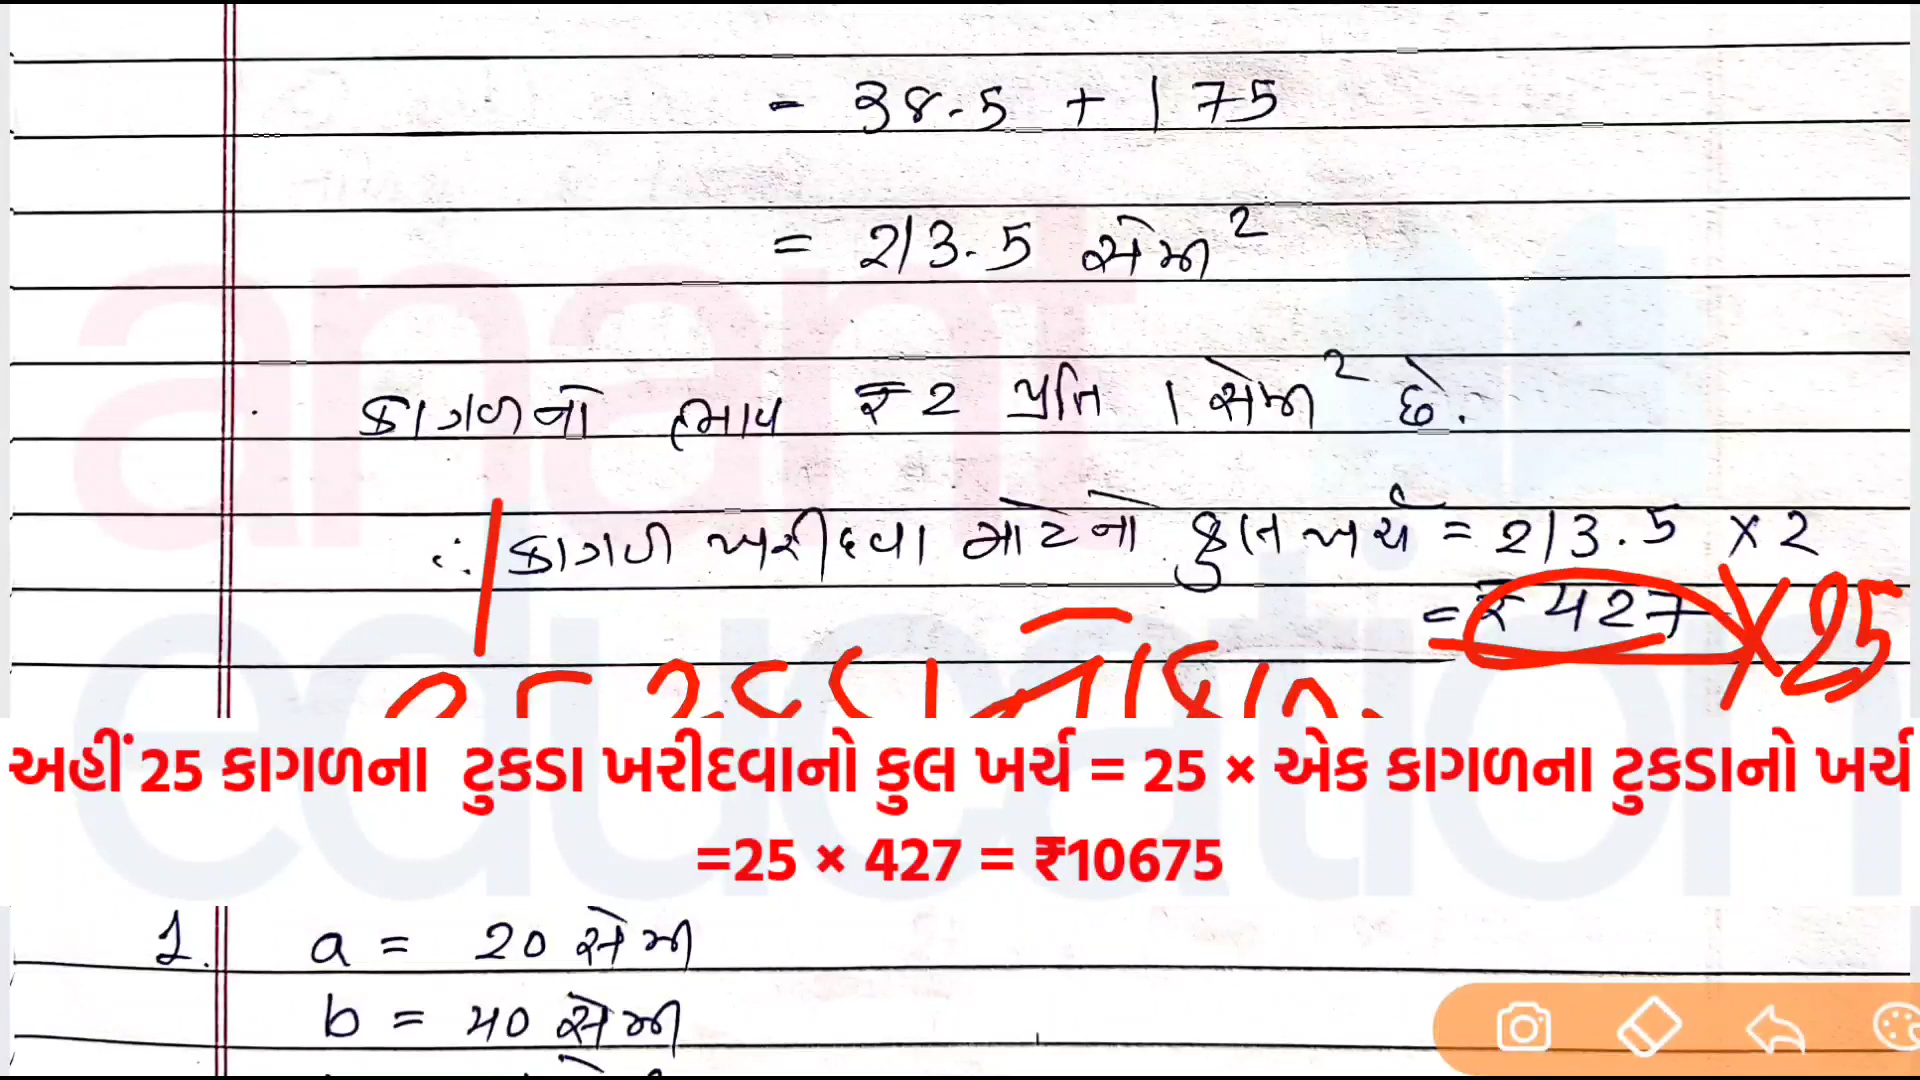 = 38.5 + 175
= 213.5 સેમી²
કાગળનો ભાવ ₹ 2 પ્રતિ 1 સેમી² છે.
∴ કાગળ ખરીદવા માટેનો કુલ ખર્ચ = 213.5 × 2
= ₹ 427 × 25
અહીં 25 કાગળના ટુકડા ખરીદવાનો કુલ ખર્ચ = 25 × એક કાગળના ટુકડાનો ખર્ચ
=25 × 427 = ₹10675
1. a = 20 સેમી
b = 40 સેમી
anant
education